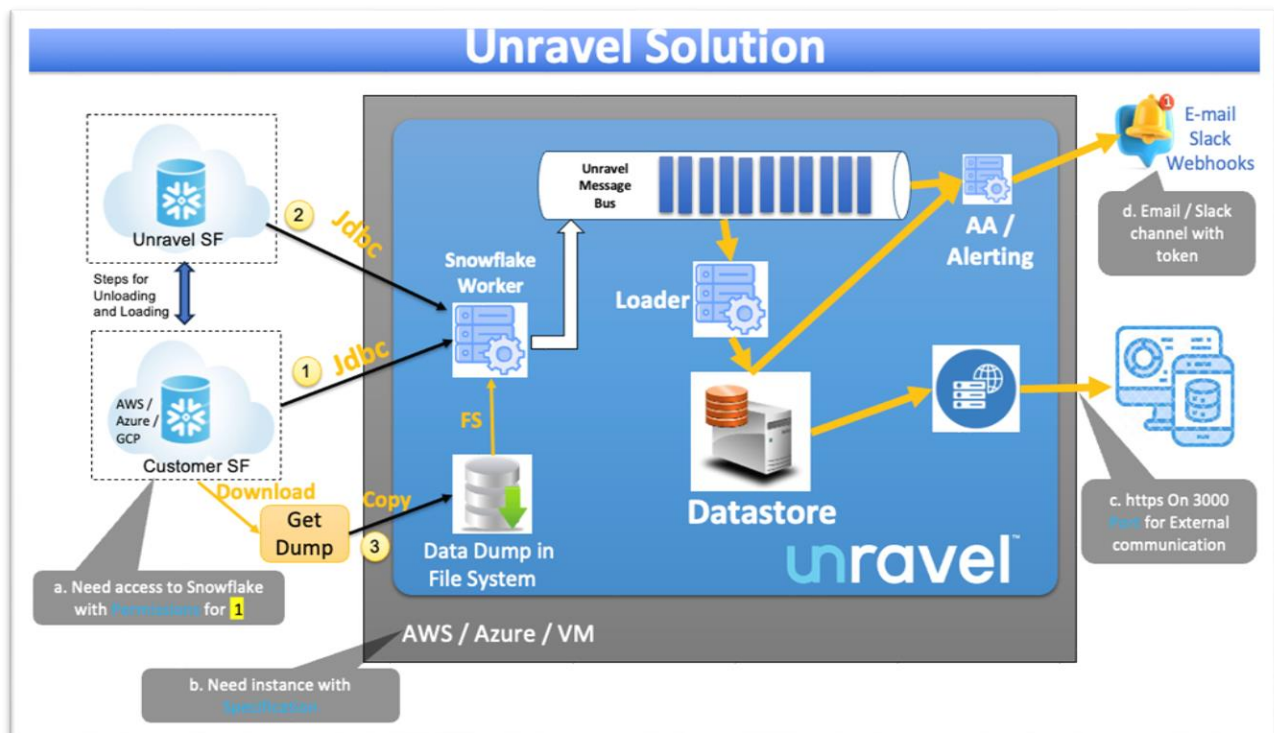 Unravel Solution
Unravel SF
Steps for
Unloading
and Loading
AWS /
Azure /
GCP
Customer SF
2
Jdbc
1
Jdbc
Download
Get
Dump
Copy
3
a. Need access to Snowflake
with Permissions for 1
b. Need instance with
Specification
Snowflake
Worker
FS
Data Dump in
File System
Unravel
Message
Bus
Loader
Datastore
AA /
Alerting
unravel™
AWS / Azure / VM
1
E-mail
Slack
Webhooks
d. Email / Slack
channel with
token
c. https On 3000
Port for External
communication